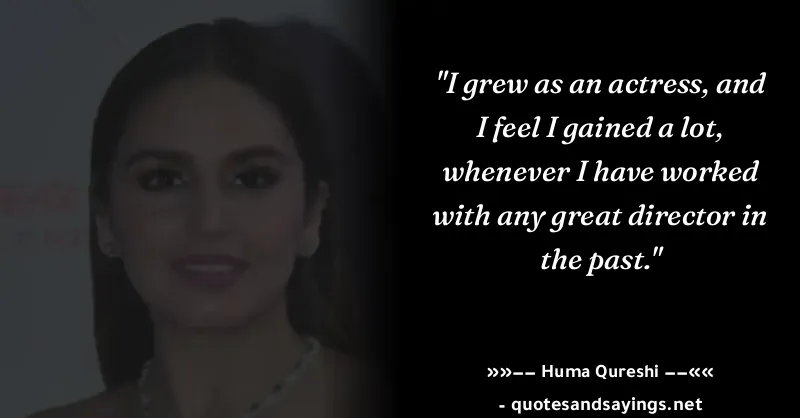 "I grew as an actress, and
I feel I gained a lot,
whenever I have worked
with any great director in
the past."
»»−− Huma Qureshi −−««
- quotesandsayings.net